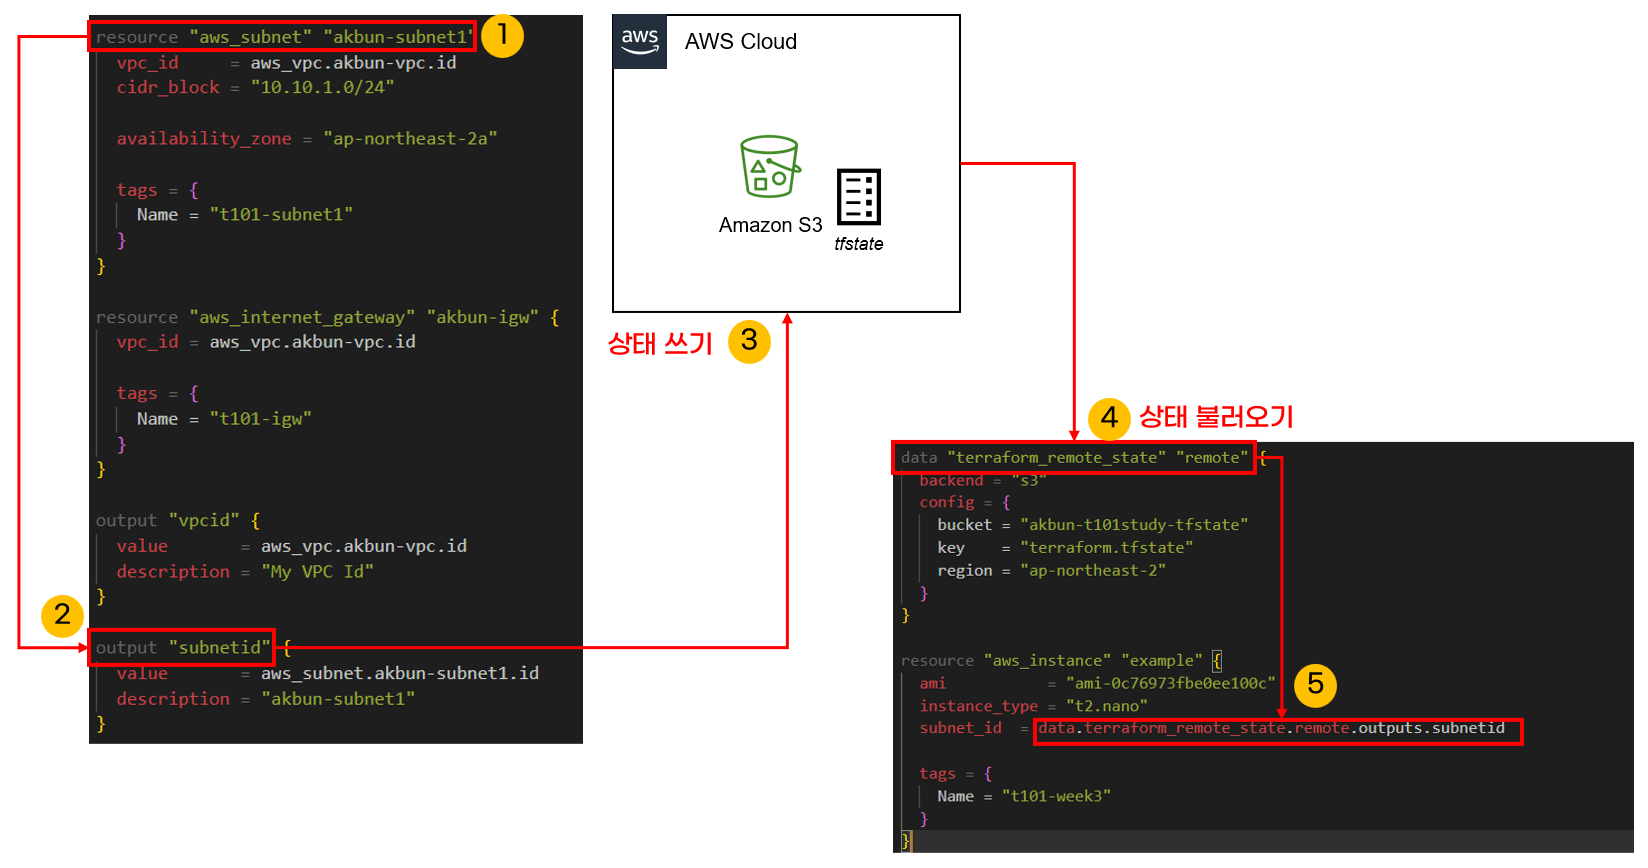 resource "aws_subnet" "akbun-subnet1"
1
vpc_id     = aws_vpc.akbun-vpc.id
cidr_block = "10.10.1.0/24"
availability_zone = "ap-northeast-2a"
tags = {
Name = "t101-subnet1"
}
}
resource "aws_internet_gateway" "akbun-igw" {
vpc_id = aws_vpc.akbun-vpc.id
tags = {
Name = "t101-igw"
}
}
output "vpcid" {
value       = aws_vpc.akbun-vpc.id
description = "My VPC Id"
}
2
output "subnetid" {
value       = aws_subnet.akbun-subnet1.id
description = "akbun-subnet1"
}
aws
AWS Cloud
Amazon S3
tfstate
상태 쓰기
3
4
상태 불러오기
data "terraform_remote_state" "remote" {
backend = "s3"
config = {
bucket = "akbun-t101study-tfstate"
key    = "terraform.tfstate"
region = "ap-northeast-2"
}
}
resource "aws_instance" "example" {
5
ami           = "ami-0c76973fbe0ee100c"
instance_type = "t2.nano"
subnet_id  = data.terraform_remote_state.remote.outputs.subnetid
tags = {
Name = "t101-week3"
}
}